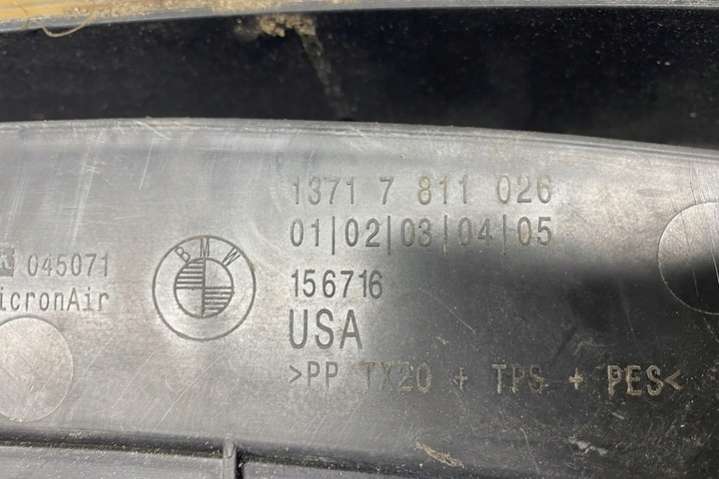 1371 7 811 026
01|02|03|04|05
045071
BMW
156716
icronAir
USA
>PP TX20 + TPS + PES<